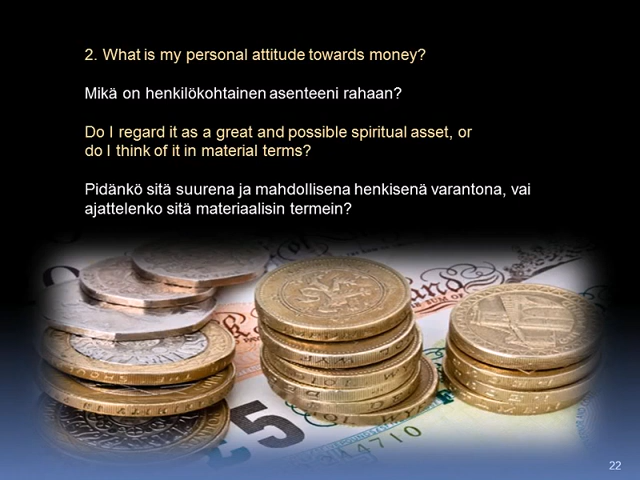 2. What is my personal attitude towards money?
Mikä on henkilökohtainen asenteeni rahaan?
Do I regard it as a great and possible spiritual asset, or
do I think of it in material terms?
Pidänkö sitä suurena ja mahdollisena henkisenä varantona, vai
ajattelenko sitä materiaalisin termein?
£5
44710
22